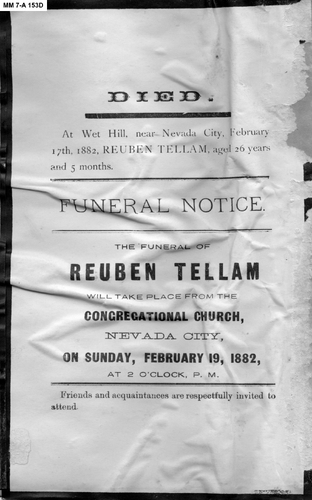 MM 7-A 153D
DIED.
At Wet Hill, near Nevada City, February
17th, 1882, REUBEN TELLAM, aged 26 years
and 5 months.
FUNERAL NOTICE.
THE FUNERAL OF
REUBEN TELLAM
WILL TAKE PLACE FROM THE
CONGREGATIONAL CHURCH,
NEVADA CITY,
ON SUNDAY, FEBRUARY 19, 1882,
AT 2 O'CLOCK, P. M.
Friends and acquaintances are respectfully invited to
attend.